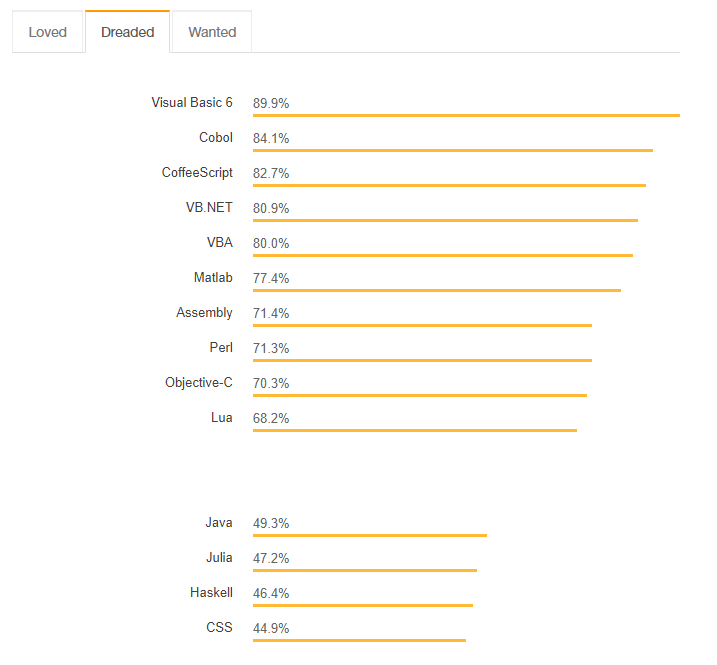 Loved Dreaded Wanted
Visual Basic 6 89.9%
Cobol 84.1%
CoffeeScript 82.7%
VB.NET 80.9%
VBA 80.0%
Matlab 77.4%
Assembly 71.4%
Perl 71.3%
Objective-C 70.3%
Lua 68.2%
Java 49.3%
Julia 47.2%
Haskell 46.4%
CSS 44.9%